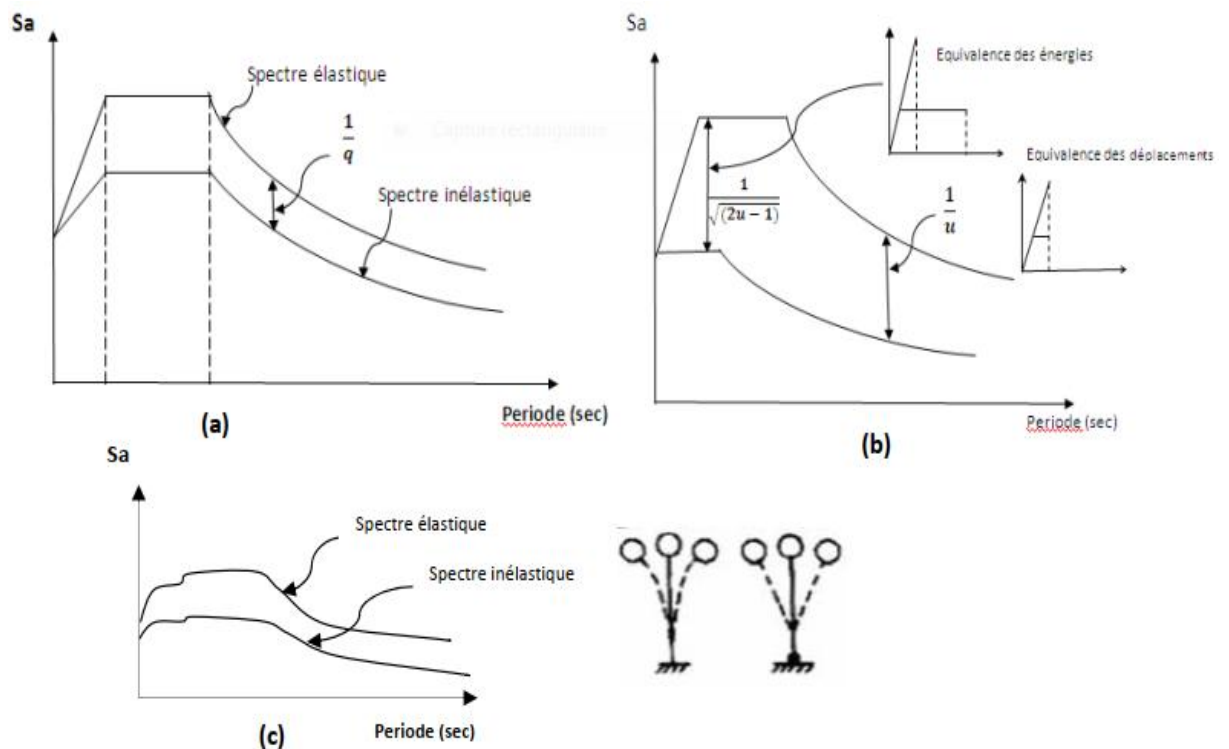 Sa
Spectre élastique
1
q
Spectre inélastique
Periode (sec)
(a)
Sa
Equivalence des énergies
Equivalence des déplacements
1
√(2u − 1)
1
u
Periode (sec)
(b)
Sa
Spectre élastique
Spectre inélastique
Periode (sec)
(c)